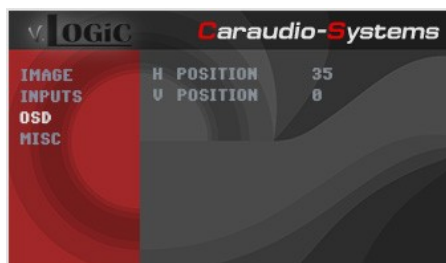 v.LOGiC Caraudio-Systems
IMAGE H POSITION 35
INPUTS V POSITION 0
OSD
MISC